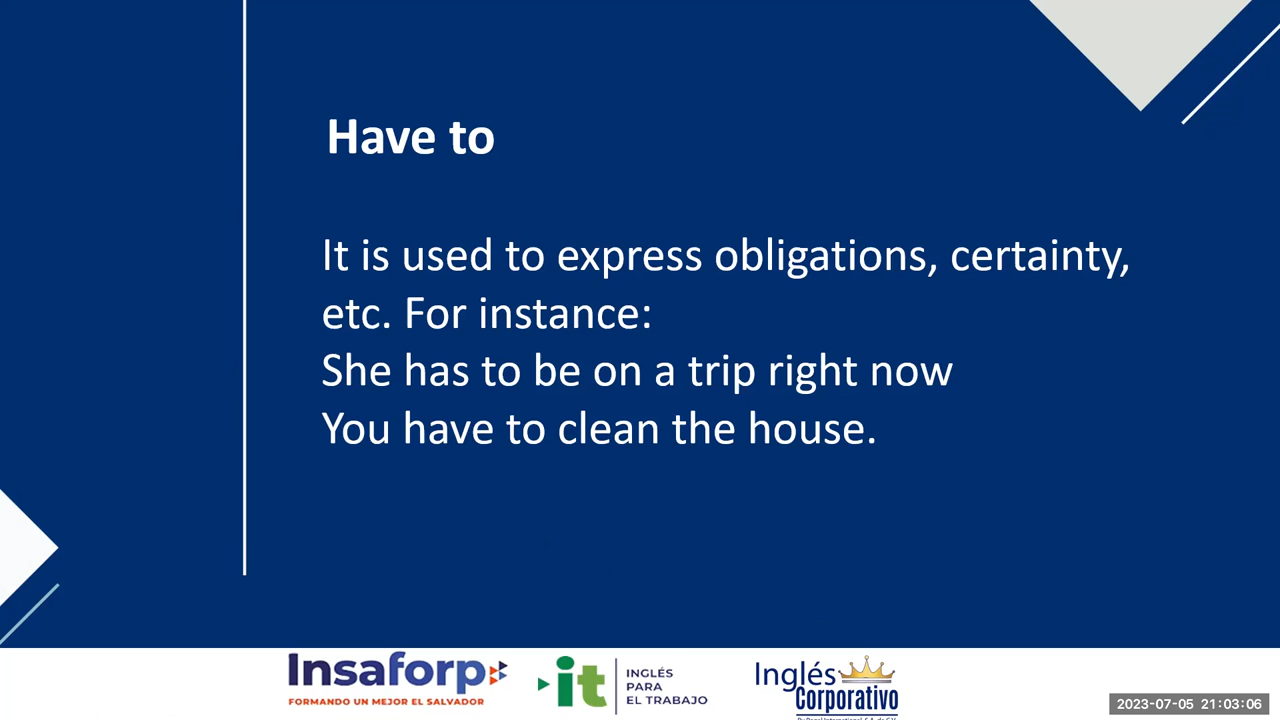 Have to
It is used to express obligations, certainty,
etc. For instance:
She has to be on a trip right now
You have to clean the house.
Insaforp
FORMANDO UN MEJOR EL SALVADOR
it
INGLÉS
PARA
EL TRABAJO
Inglés
Corporativo
2023-07-05 21:03:06